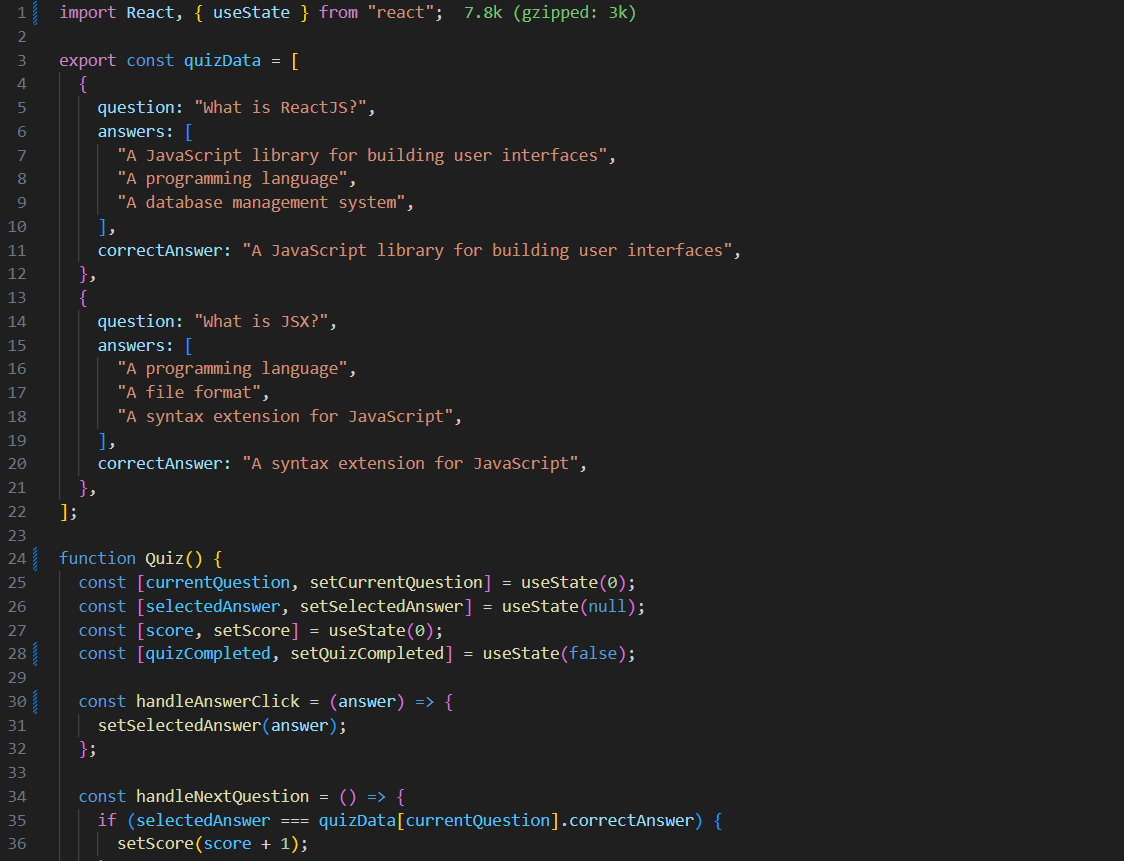 1 import React, { useState } from "react"; 7.8k (gzipped: 3k)
2
3 export const quizData = [
4   {
5     question: "What is ReactJS?",
6     answers: [
7       "A JavaScript library for building user interfaces",
8       "A programming language",
9       "A database management system",
10     ],
11     correctAnswer: "A JavaScript library for building user interfaces",
12   },
13   {
14     question: "What is JSX?",
15     answers: [
16       "A programming language",
17       "A file format",
18       "A syntax extension for JavaScript",
19     ],
20     correctAnswer: "A syntax extension for JavaScript",
21   },
22 ];
23
24 function Quiz() {
25   const [currentQuestion, setCurrentQuestion] = useState(0);
26   const [selectedAnswer, setSelectedAnswer] = useState(null);
27   const [score, setScore] = useState(0);
28   const [quizCompleted, setQuizCompleted] = useState(false);
29
30   const handleAnswerClick = (answer) => {
31     setSelectedAnswer(answer);
32   };
33
34   const handleNextQuestion = () => {
35     if (selectedAnswer === quizData[currentQuestion].correctAnswer) {
36       setScore(score + 1);